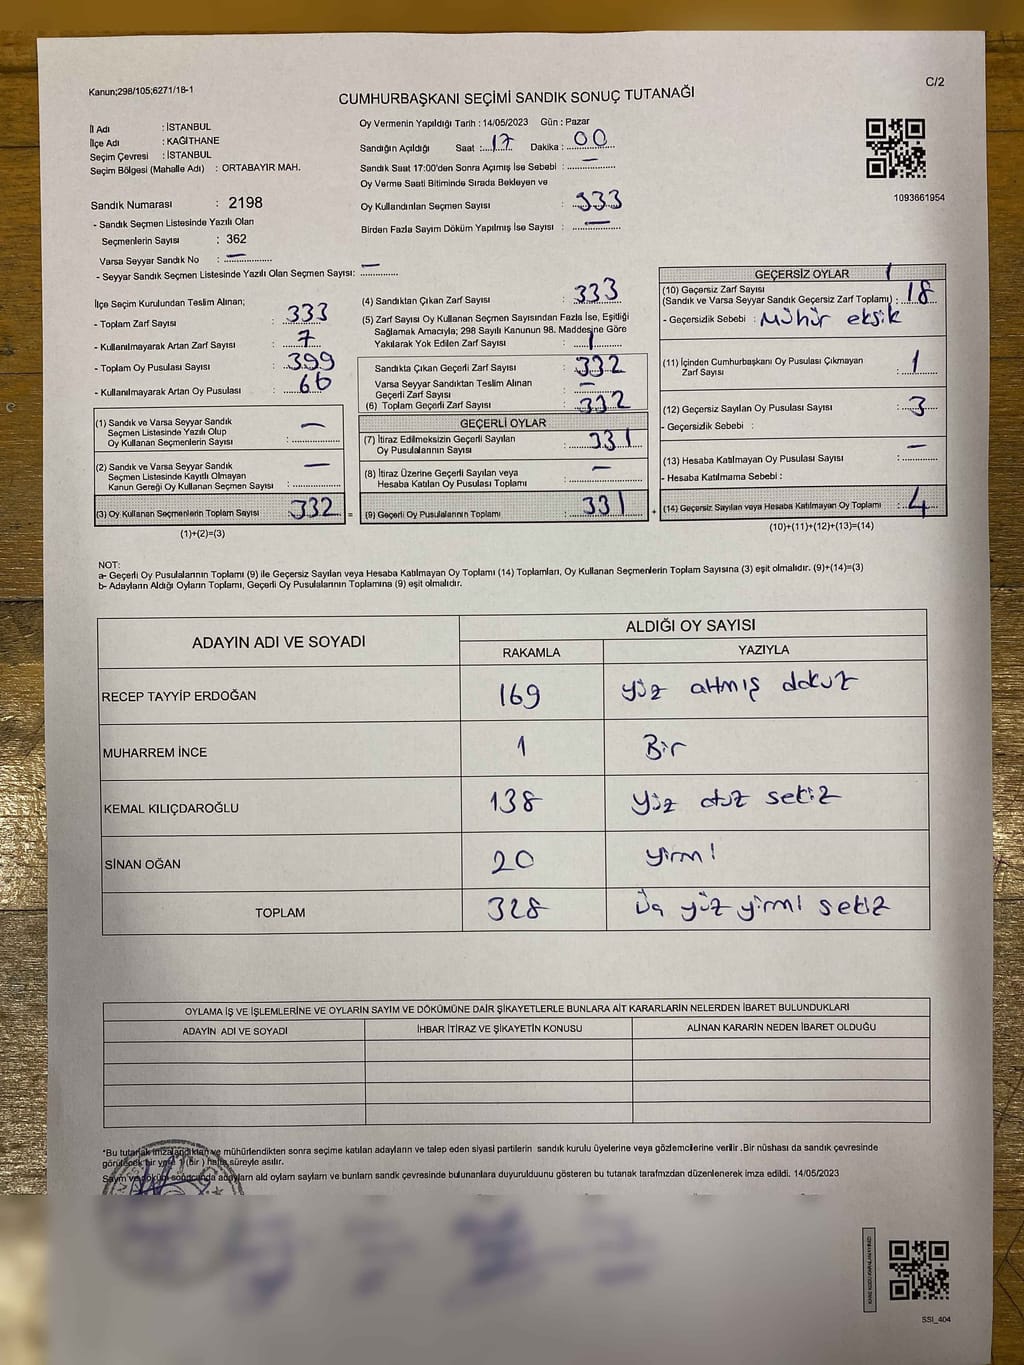 Kanun;298/105;6271/18-1
C/2
CUMHURBAŞKANI SEÇİMİ SANDIK SONUÇ TUTANAĞI
İl Adı : İSTANBUL
İlçe Adı : KAĞITHANE
Seçim Çevresi : İSTANBUL
Seçim Bölgesi (Mahalle Adı) : ORTABAYIR MAH.
Sandık Numarası : 2198
- Sandık Seçmen Listesinde Yazılı Olan
Seçmenlerin Sayısı : 362
Varsa Seyyar Sandık No : —
- Seyyar Sandık Seçmen Listesinde Yazılı Olan Seçmen Sayısı: —
Oy Vermenin Yapıldığı Tarih : 14/05/2023 Gün : Pazar
Sandığın Açıldığı Saat : 17 Dakika : 00
Sandık Saat 17:00'den Sonra Açımış İse Sebebi : —
Oy Verme Saati Bitiminde Sırada Bekleyen ve
Oy Kullandırılan Seçmen Sayısı : 333
Birden Fazla Sayım Döküm Yapılmış İse Sayısı : —
1093661954
İlçe Seçim Kurulundan Teslim Alınan;
- Toplam Zarf Sayısı : 333
- Kullanılmayarak Artan Zarf Sayısı : 7
- Toplam Oy Pusulası Sayısı : 399
- Kullanılmayarak Artan Oy Pusulası : 66
(1) Sandık ve Varsa Seyyar Sandık
Seçmen Listesinde Yazılı Olup
Oy Kullanan Seçmenlerin Sayısı : —
(2) Sandık ve Varsa Seyyar Sandık
Seçmen Listesinde Kayıtlı Olmayan
Kanun Gereği Oy Kullanan Seçmen Sayısı : —
(3) Oy Kullanan Seçmenlerin Toplam Sayısı : 332 =
(1)+(2)=(3)
(4) Sandıktan Çıkan Zarf Sayısı : 333
(5) Zarf Sayısı Oy Kullanan Seçmen Sayısından Fazla İse, Eşitliği
Sağlamak Amacıyla; 298 Sayılı Kanunun 98. Maddesine Göre
Yakılarak Yok Edilen Zarf Sayısı : 1
Sandıkta Çıkan Geçerli Zarf Sayısı : 332
Varsa Seyyar Sandıktan Teslim Alınan
Geçerli Zarf Sayısı : —
(6) Toplam Geçerli Zarf Sayısı : 332
GEÇERLİ OYLAR
(7) İtiraz Edilmeksizin Geçerli Sayılan
Oy Pusulalarının Sayısı : 331
(8) İtiraz Üzerine Geçerli Sayılan veya
Hesaba Katılan Oy Pusulası Toplamı : —
(9) Geçerli Oy Pusulalarının Toplamı : 331 +
GEÇERSİZ OYLAR
1
(10) Geçersiz Zarf Sayısı
(Sandık ve Varsa Seyyar Sandık Geçersiz Zarf Toplamı) : 18
- Geçersizlik Sebebi : Mühür eksik
(11) İçinden Cumhurbaşkanı Oy Pusulası Çıkmayan
Zarf Sayısı : 1
(12) Geçersiz Sayılan Oy Pusulası Sayısı : 3
- Geçersizlik Sebebi :
(13) Hesaba Katılmayan Oy Pusulası Sayısı : —
- Hesaba Katılmama Sebebi :
(14) Geçersiz Sayılan veya Hesaba Katılmayan Oy Toplamı : 4
(10)+(11)+(12)+(13)=(14)
NOT:
a- Geçerli Oy Pusulalarının Toplamı (9) ile Geçersiz Sayılan veya Hesaba Katılmayan Oy Toplamı (14) Toplamları, Oy Kullanan Seçmenlerin Toplam Sayısına (3) eşit olmalıdır. (9)+(14)=(3)
b- Adayların Aldığı Oyların Toplamı, Geçerli Oy Pusulalarının Toplamına (9) eşit olmalıdır.
ADAYIN ADI VE SOYADI
ALDIĞI OY SAYISI
RAKAMLA YAZIYLA
RECEP TAYYİP ERDOĞAN 169 yüz altmış dokuz
MUHARREM İNCE 1 Bir
KEMAL KILIÇDAROĞLU 138 yüz otuz sekiz
SİNAN OĞAN 20 yirmi
TOPLAM 328 üç yüz yirmi sekiz
OYLAMA İŞ VE İŞLEMLERİNE VE OYLARIN SAYIM VE DÖKÜMÜNE DAİR ŞİKAYETLERLE BUNLARA AİT KARARLARIN NELERDEN İBARET BULUNDUKLARI
ADAYIN ADI VE SOYADI İHBAR İTİRAZ VE ŞİKAYETİN KONUSU ALINAN KARARIN NEDEN İBARET OLDUĞU
*Bu tutanak imzalandıktan ve mühürlendikten sonra seçime katılan adayların ve talep eden siyasi partilerin sandık kurulu üyelerine veya gözlemcilerine verilir .Bir nüshası da sandık çevresinde
görülecek bir yere 1 (bir ) hafta süreyle asılır.
Sayım ve döküm sonucunda adayların ald oyların sayların ve bunların sandk çevresinde bulunanlara duyurulduunu gösteren bu tutanak tarafmzdan düzenlenerek imza edildi. 14/05/2023
SSI_404